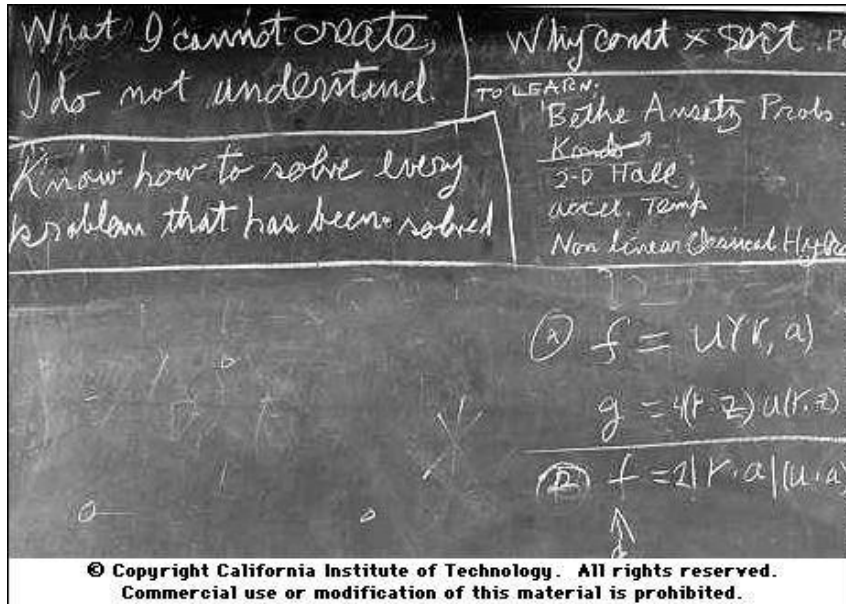 What I cannot create,
I do not understand.
Know how to solve every
problem that has been solved
Why const × sort . Po
TO LEARN:
Bethe Ansatz Probs.
Kondo
2-D Hall
accel. Temp
Non linear Classical Hydro
f = u(r, a)
g = 4(r·z) u(r, z)
f = 2|r·a|(u·a)
© Copyright California Institute of Technology. All rights reserved.
Commercial use or modification of this material is prohibited.